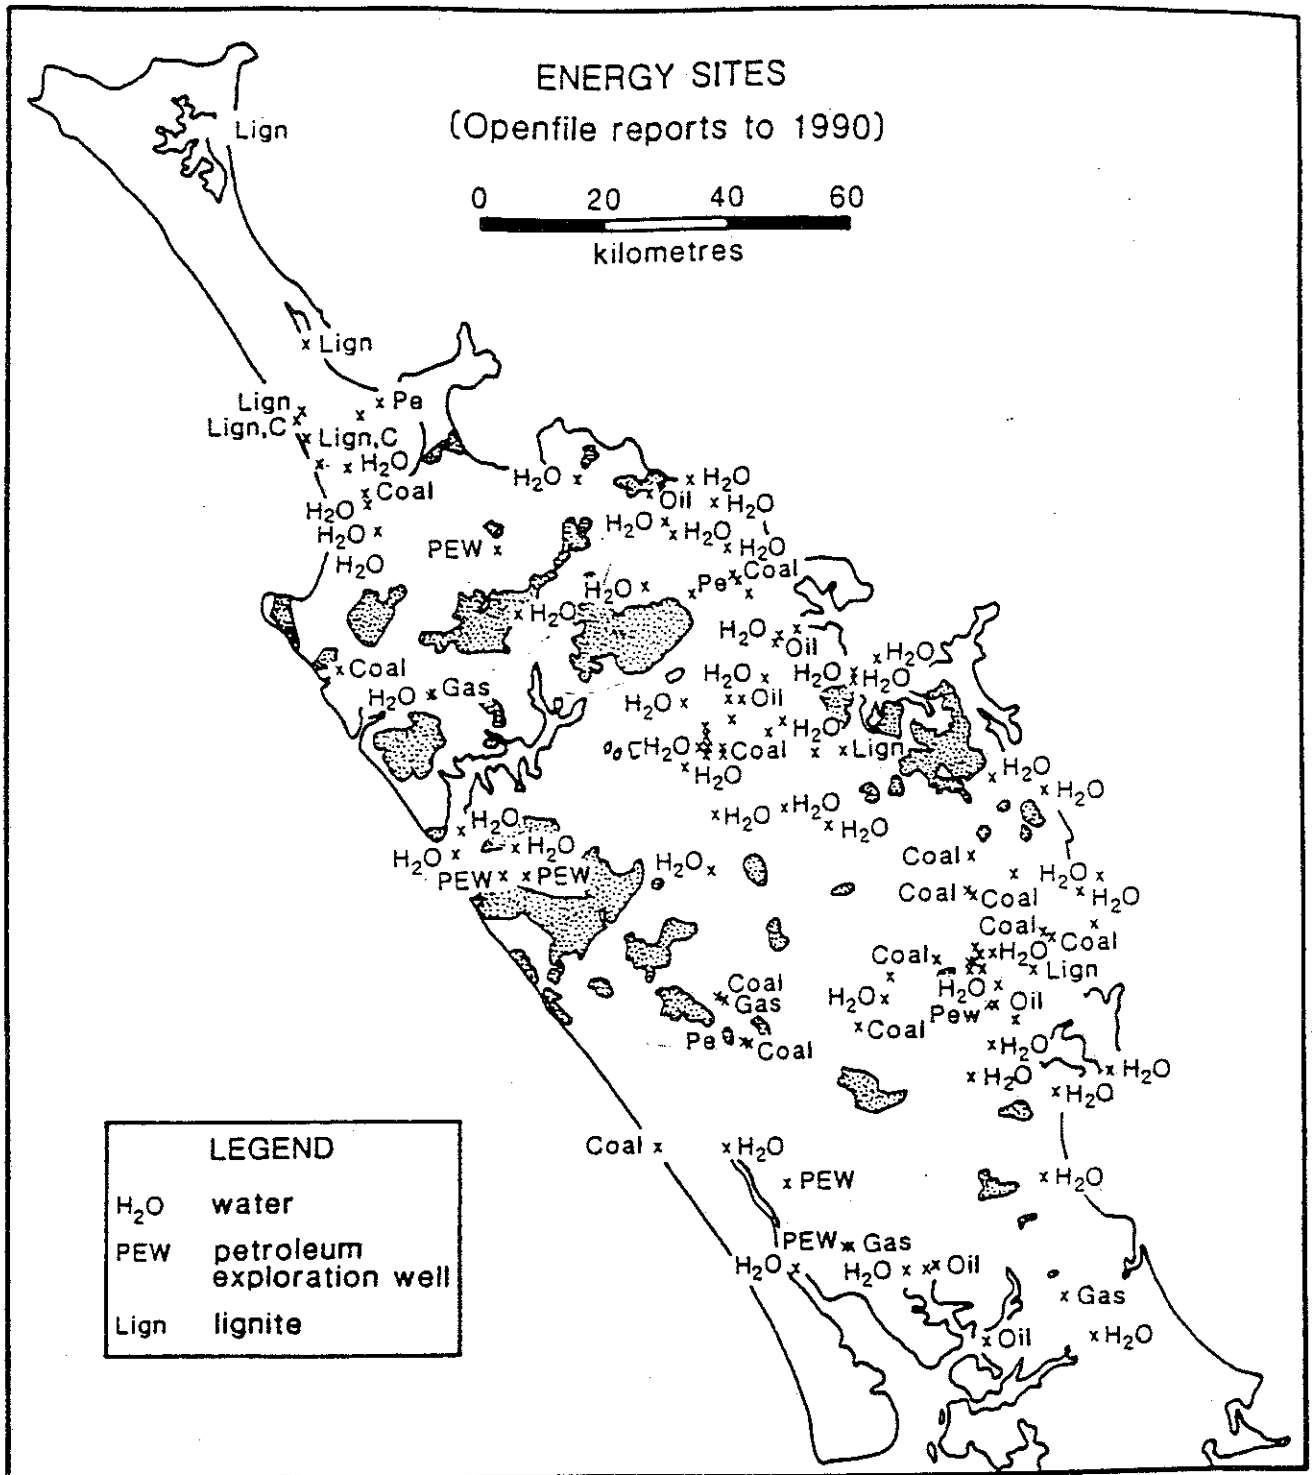 ENERGY SITES
(Openfile reports to 1990)
0 20 40 60
kilometres
Lign
Lign
Lign
Pe
Lign,C
Lign,C
H₂O
Coal
H₂O
H₂O
H₂O
H₂O
H₂O
Oil
H₂O
H₂O
H₂O
H₂O
PEW
Coal
Pe
H₂O
H₂O
H₂O
Oil
H₂O
Coal
H₂O
H₂O
H₂O
H₂O
Gas
H₂O
Oil
H₂O
H₂O
Coal
Lign
H₂O
H₂O
H₂O
H₂O
H₂O
H₂O
H₂O
H₂O
H₂O
Coal
PEW
PEW
H₂O
H₂O
Coal
Coal
H₂O
Coal
Coal
Coal
H₂O
Lign
Coal
Gas
H₂O
H₂O
Pew
Oil
Coal
Pe
Coal
H₂O
H₂O
H₂O
H₂O
Coal
H₂O
PEW
H₂O
PEW
Gas
H₂O
H₂O
Oil
Gas
Oil
H₂O
LEGEND
H₂O water
PEW petroleum
exploration well
Lign lignite